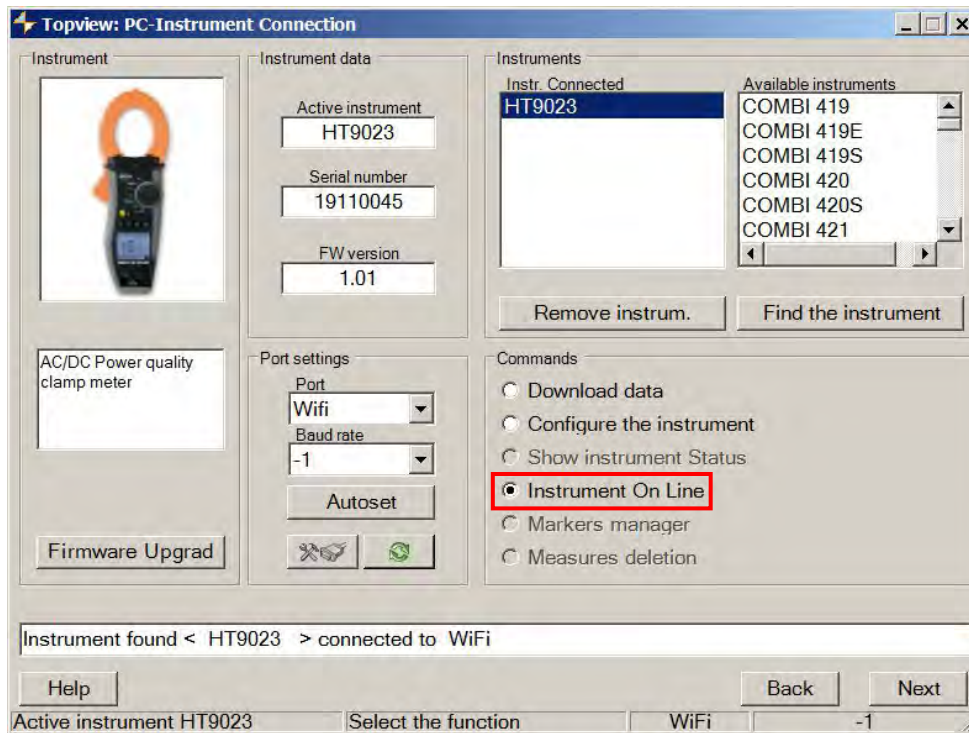 Topview: PC-Instrument Connection
Instrument
AC/DC Power quality
clamp meter
Firmware Upgrad
Instrument data
Active instrument
HT9023
Serial number
19110045
FW version
1.01
Port settings
Port
Wifi
Baud rate
-1
Autoset
Instruments
Instr. Connected
HT9023
Available instruments
COMBI 419
COMBI 419E
COMBI 419S
COMBI 420
COMBI 420S
COMBI 421
Remove instrum.
Find the instrument
Commands
Download data
Configure the instrument
Show instrument Status
Instrument On Line
Markers manager
Measures deletion
Instrument found < HT9023 > connected to WiFi
Help
Back
Next
Active instrument HT9023
Select the function
WiFi
-1